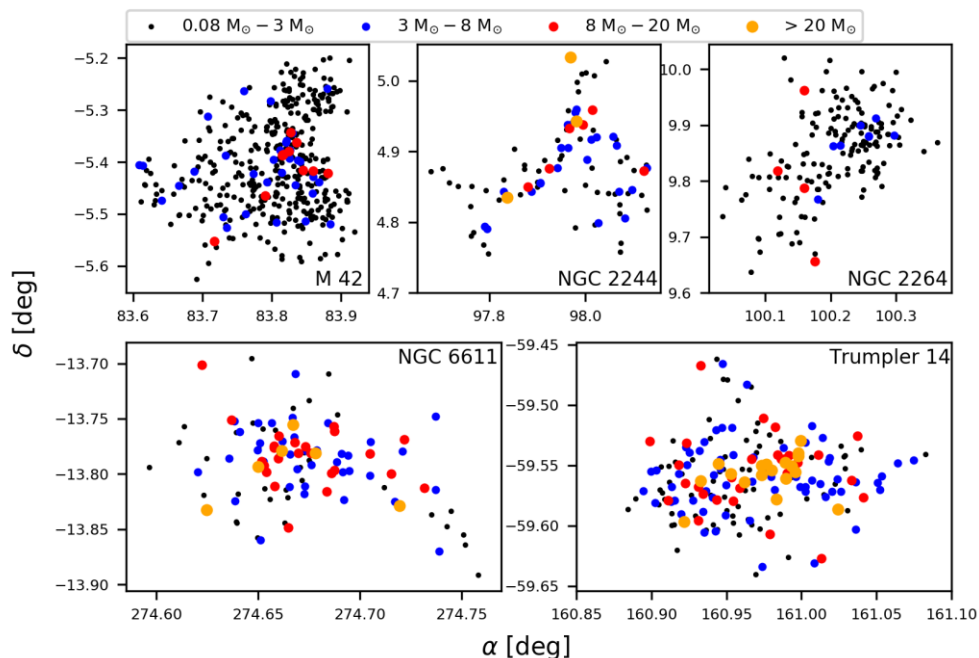 0.08 M⊙−3 M⊙ 3 M⊙−8 M⊙ 8 M⊙−20 M⊙ > 20 M⊙
−5.2
−5.3
−5.4
−5.5
−5.6
83.6 83.7 83.8 83.9
M 42
5.0
4.9
4.8
4.7
97.8 98.0
NGC 2244
10.0
9.9
9.8
9.7
9.6
100.1 100.2 100.3
NGC 2264
δ [deg]
−13.70
−13.75
−13.80
−13.85
−13.90
274.60 274.65 274.70 274.75
NGC 6611
−59.45
−59.50
−59.55
−59.60
−59.65
160.85 160.90 160.95 161.00 161.05 161.10
Trumpler 14
α [deg]